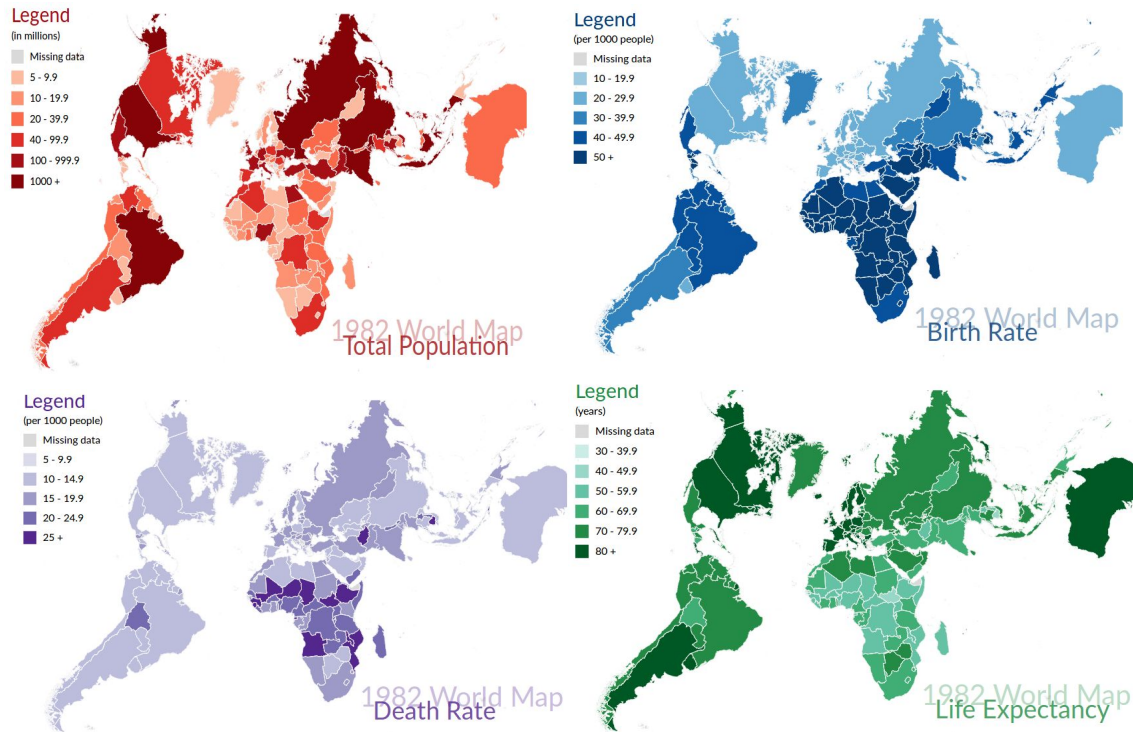 Legend
(in millions)
Missing data
5 - 9.9
10 - 19.9
20 - 39.9
40 - 99.9
100 - 999.9
1000 +
1982 World Map
Total Population
Legend
(per 1000 people)
Missing data
10 - 19.9
20 - 29.9
30 - 39.9
40 - 49.9
50 +
1982 World Map
Birth Rate
Legend
(per 1000 people)
Missing data
5 - 9.9
10 - 14.9
15 - 19.9
20 - 24.9
25 +
1982 World Map
Death Rate
Legend
(years)
Missing data
30 - 39.9
40 - 49.9
50 - 59.9
60 - 69.9
70 - 79.9
80 +
1982 World Map
Life Expectancy